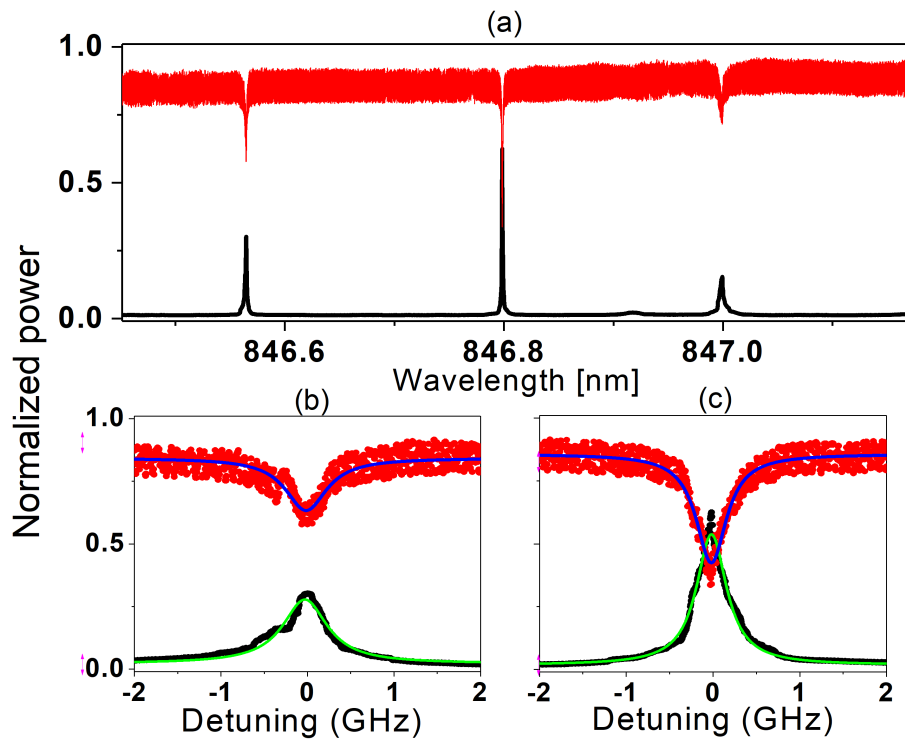 (a)
1.0
0.5
0.0
846.6 846.8 847.0
Wavelength [nm]
Normalized power
(b) (c)
1.0
0.5
0.0
-2 -1 0 1 2 -2 -1 0 1 2
Detuning (GHz) Detuning (GHz)